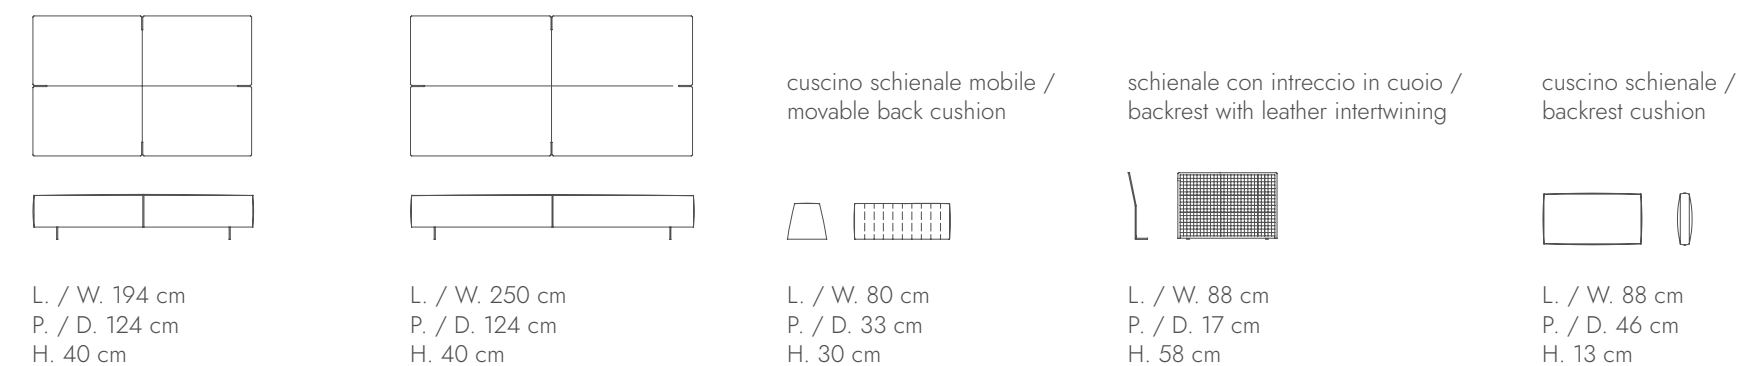 cuscino schienale mobile /
movable back cushion
schienale con intreccio in cuoio /
backrest with leather intertwining
cuscino schienale /
backrest cushion
L. / W. 194 cm
P. / D. 124 cm
H. 40 cm
L. / W. 250 cm
P. / D. 124 cm
H. 40 cm
L. / W. 80 cm
P. / D. 33 cm
H. 30 cm
L. / W. 88 cm
P. / D. 17 cm
H. 58 cm
L. / W. 88 cm
P. / D. 46 cm
H. 13 cm